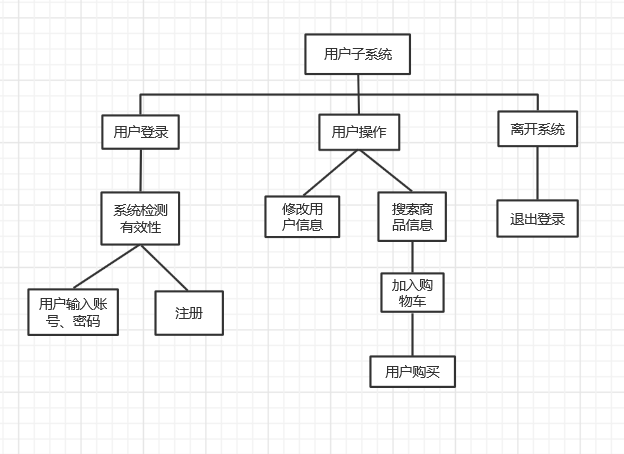 用户子系统
用户登录
用户操作
离开系统
系统检测
有效性
修改用
户信息
搜索商
品信息
退出登录
用户输入账
号、密码
注册
加入购
物车
用户购买